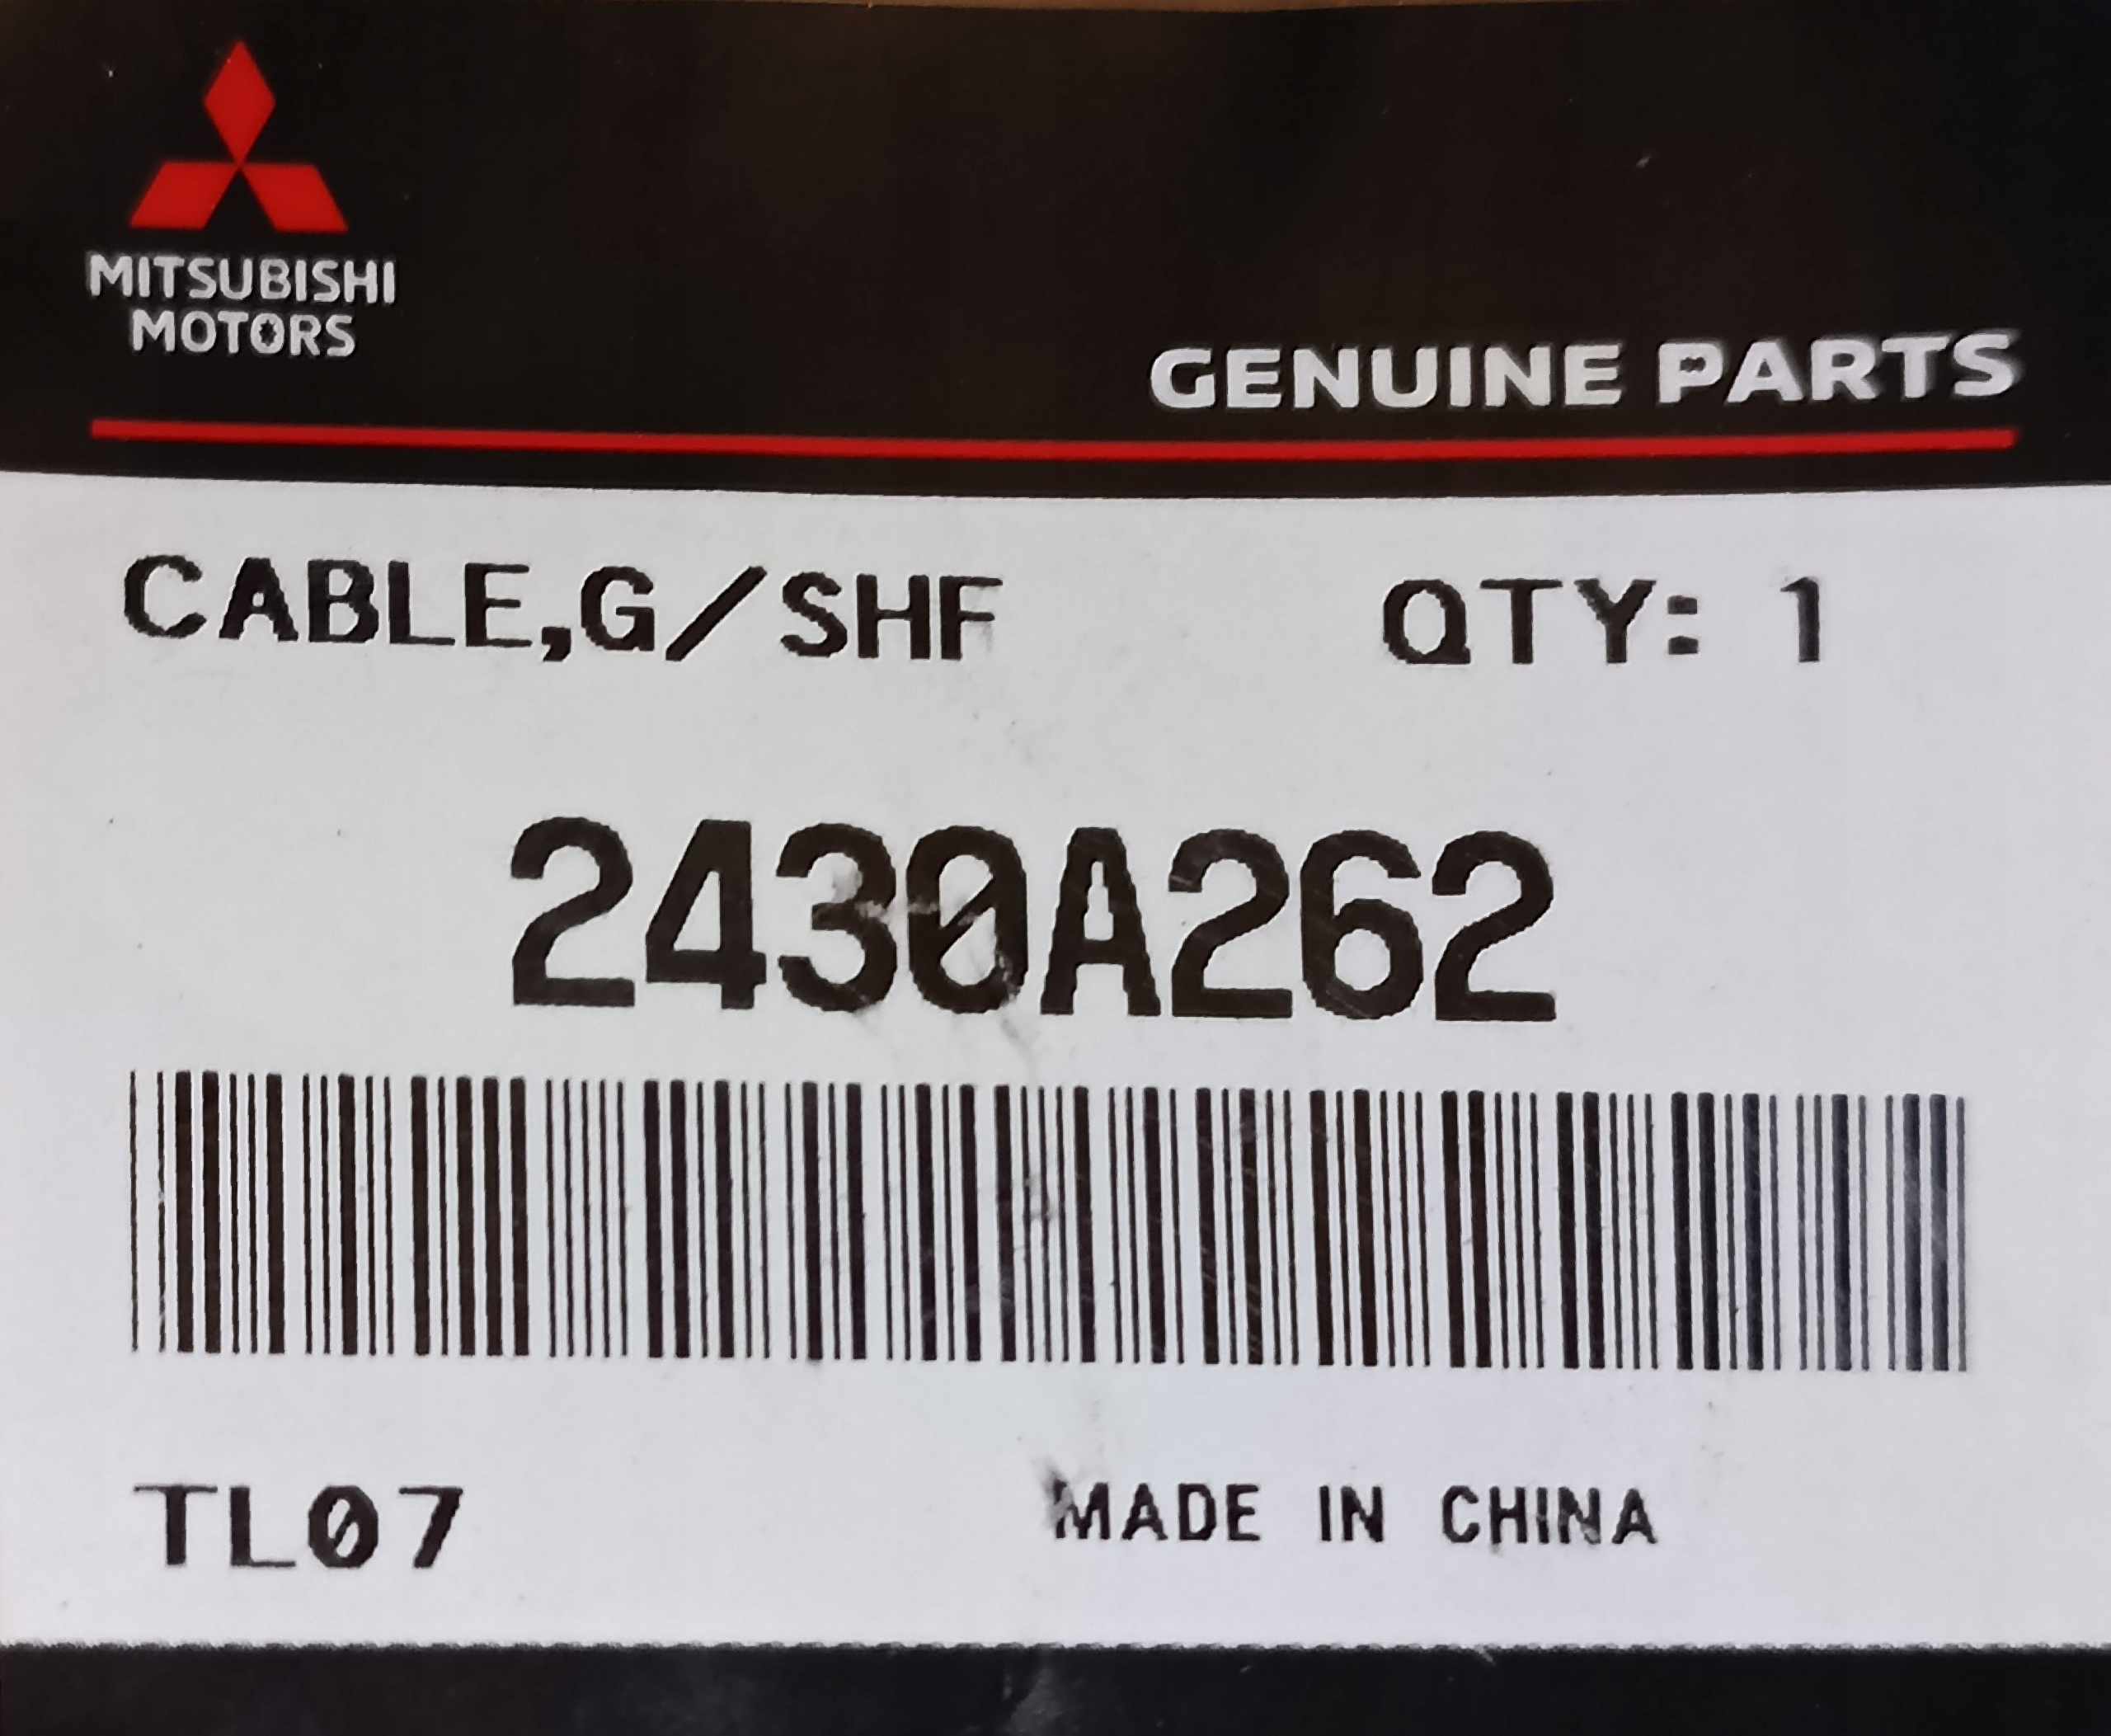 MITSUBISHI
MOTORS
GENUINE PARTS
CABLE,G/SHF QTY: 1
2430A262
TL07 MADE IN CHINA